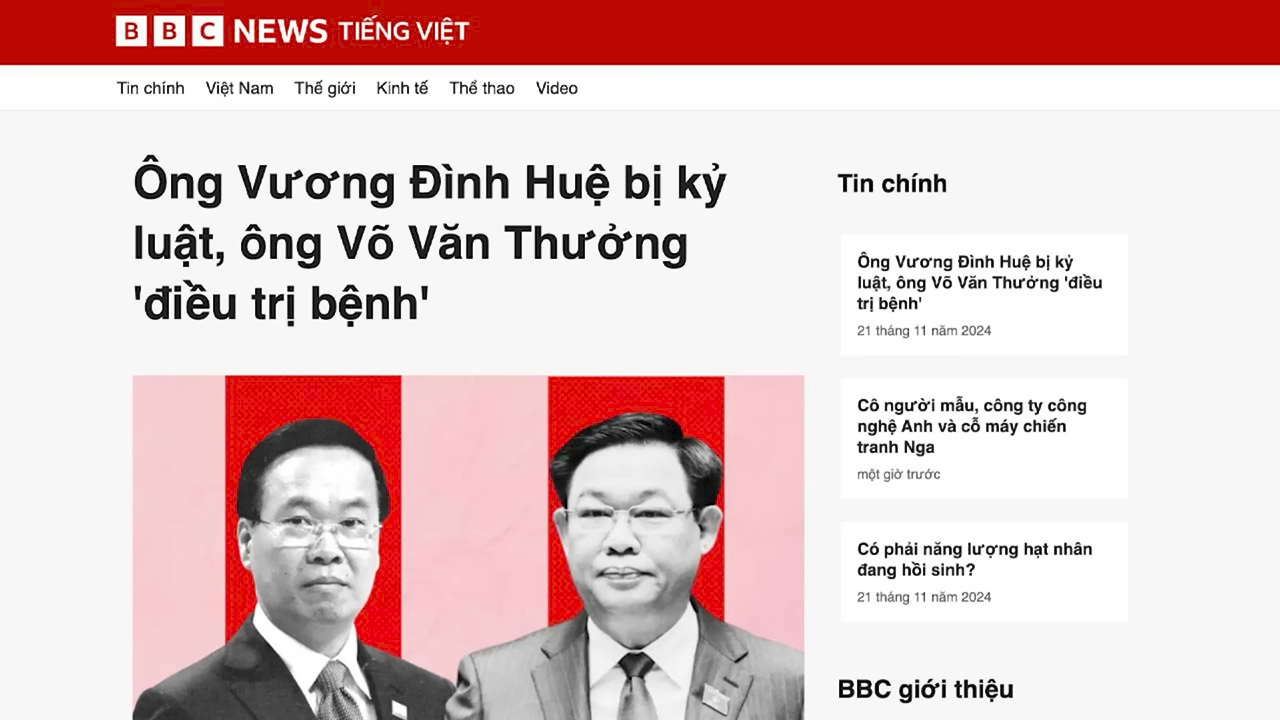 BBC NEWS TIẾNG VIỆT
Tin chính Việt Nam Thế giới Kinh tế Thể thao Video
Ông Vương Đình Huệ bị kỷ
luật, ông Võ Văn Thưởng
'điều trị bệnh'
Tin chính
Ông Vương Đình Huệ bị kỷ
luật, ông Võ Văn Thưởng 'điều
trị bệnh'
21 tháng 11 năm 2024
Cô người mẫu, công ty công
nghệ Anh và cỗ máy chiến
tranh Nga
một giờ trước
Có phải năng lượng hạt nhân
đang hồi sinh?
21 tháng 11 năm 2024
BBC giới thiệu